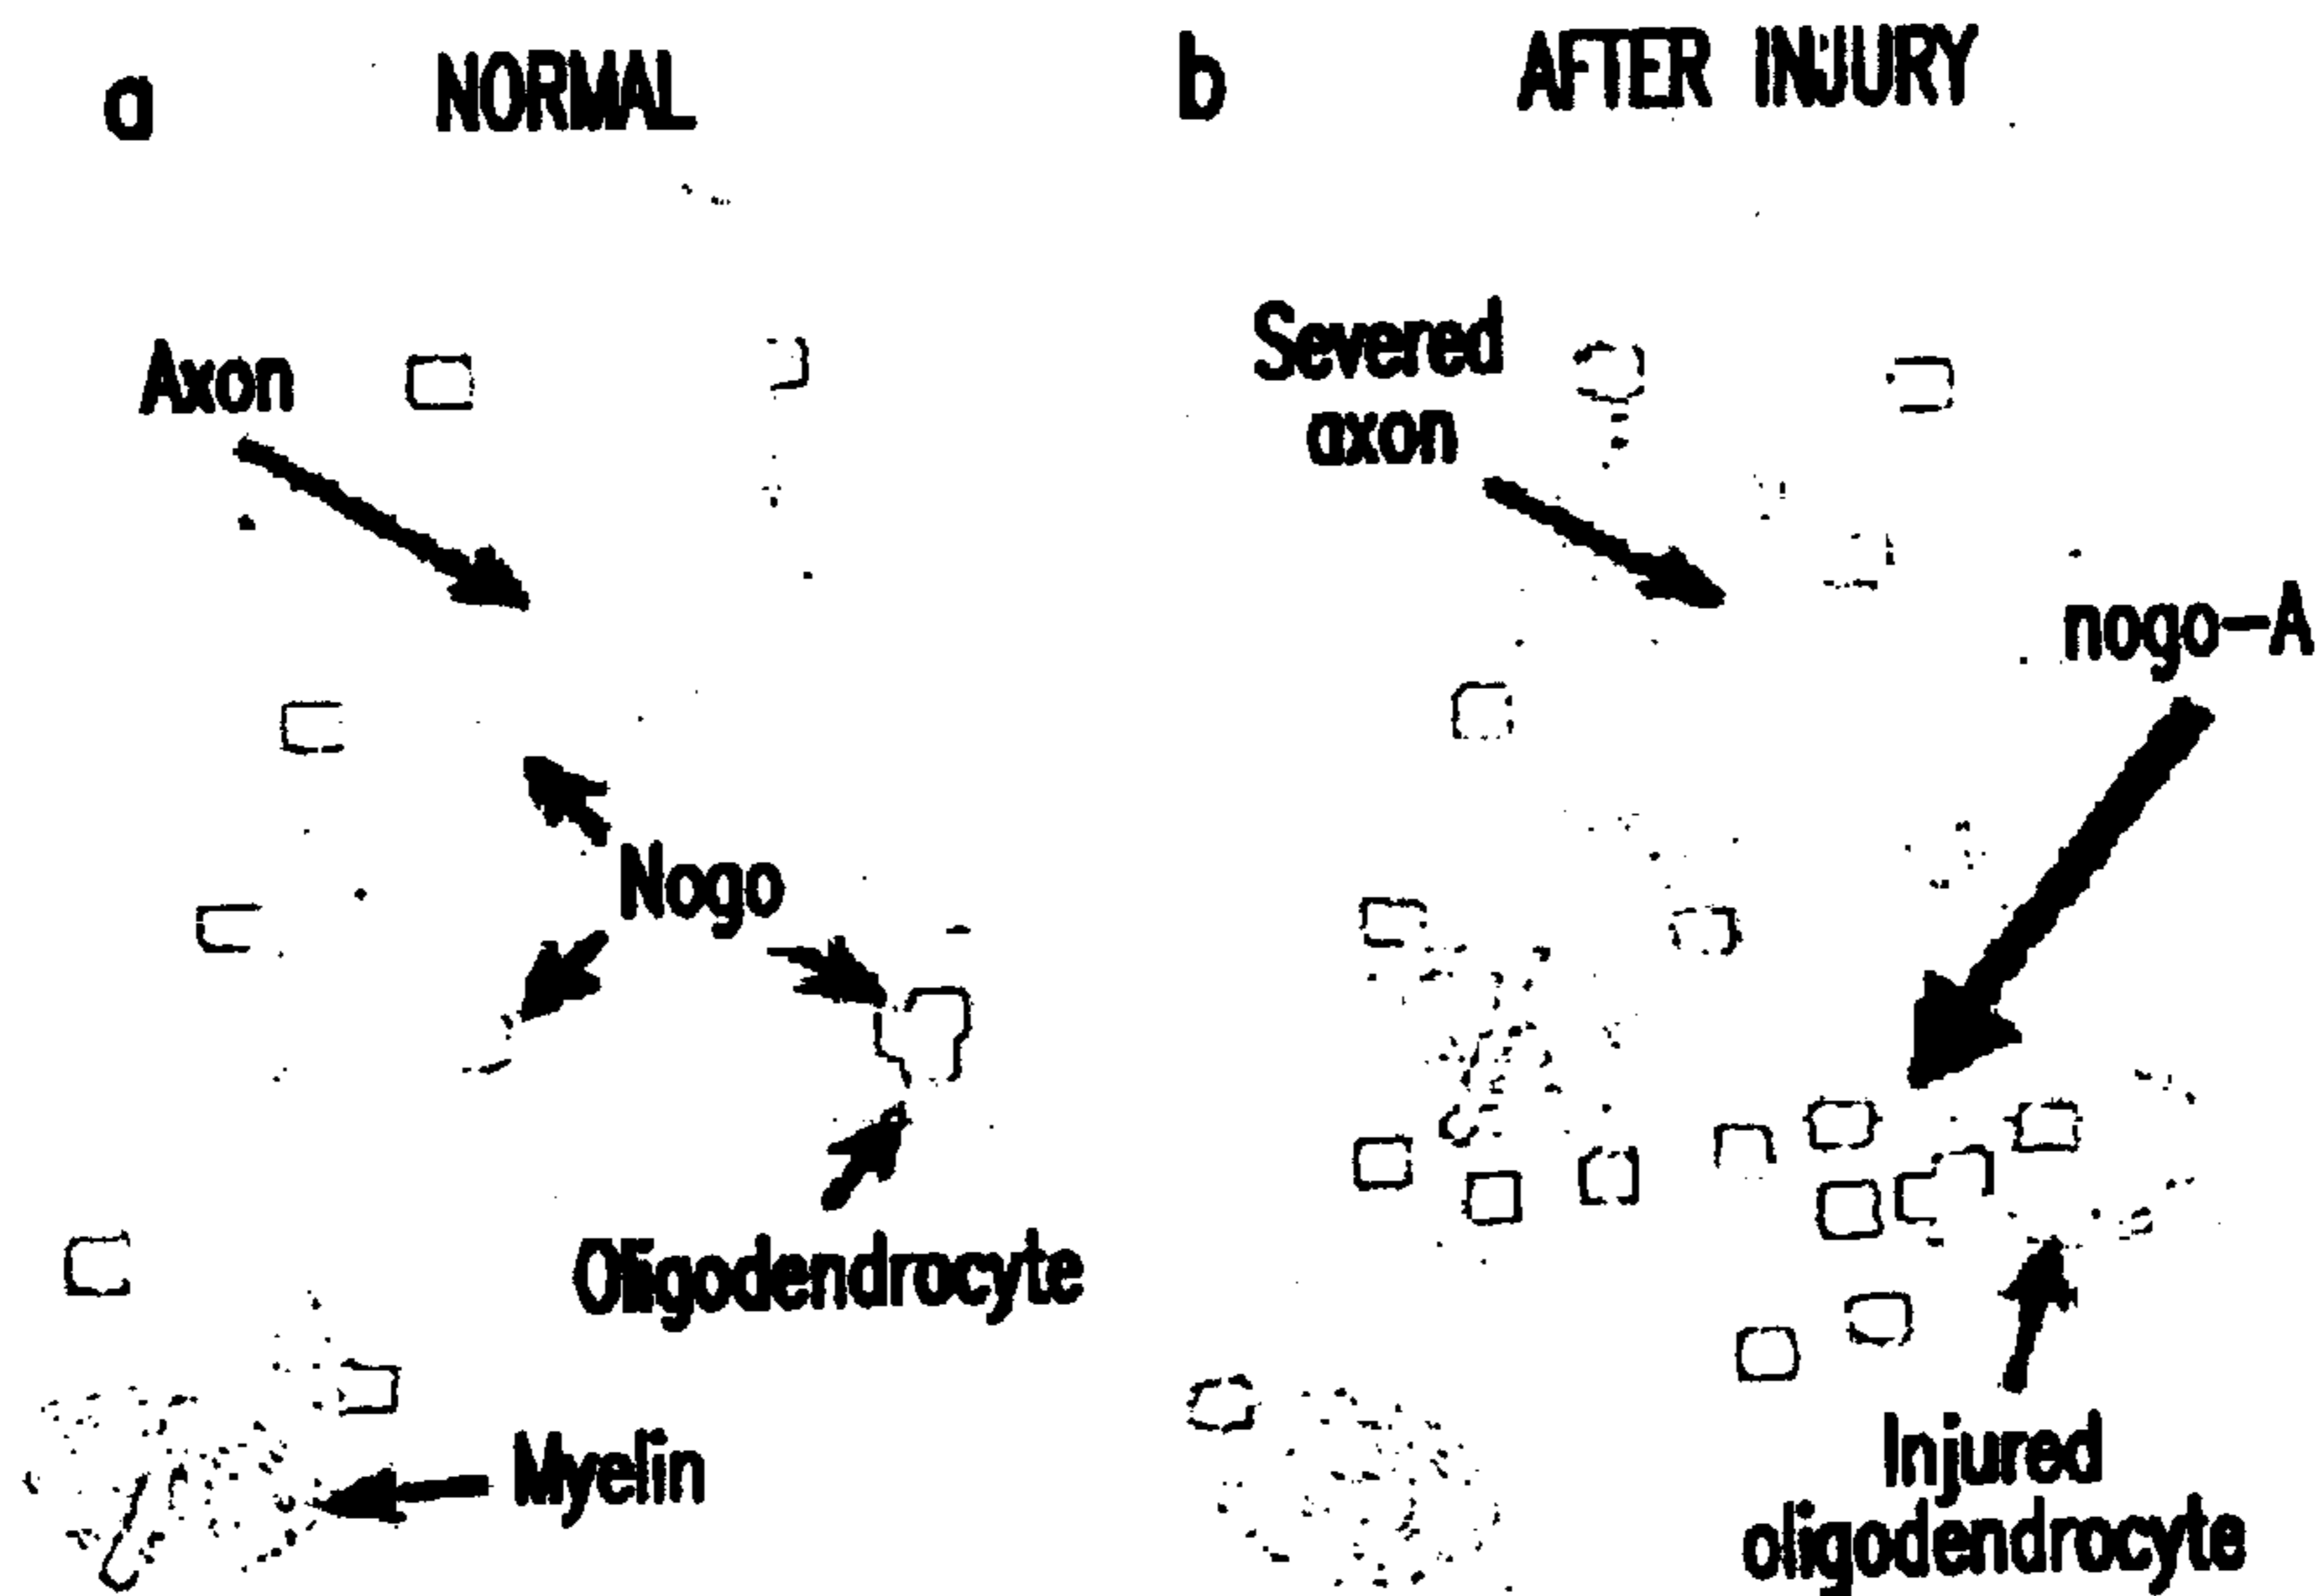 a NORMAL
Axon
Nogo
Oligodendrocyte
Myelin
b AFTER INJURY
Severed
axon
nogo-A
Injured
oligodendrocyte